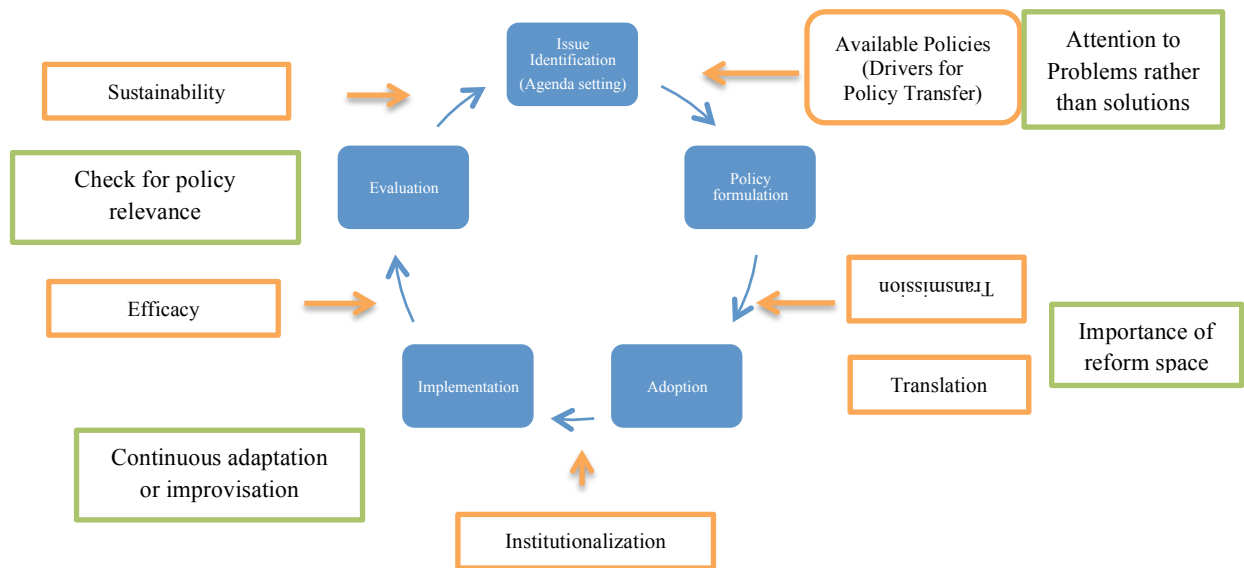 Issue
Identification
(Agenda setting)
Available Policies
(Drivers for
Policy Transfer)
Attention to
Problems rather
than solutions
Sustainability
Check for policy
relevance
Evaluation
Policy
formulation
Efficacy
Transmission
Importance of
reform space
Implementation
Adoption
Translation
Continuous adaptation
or improvisation
Institutionalization